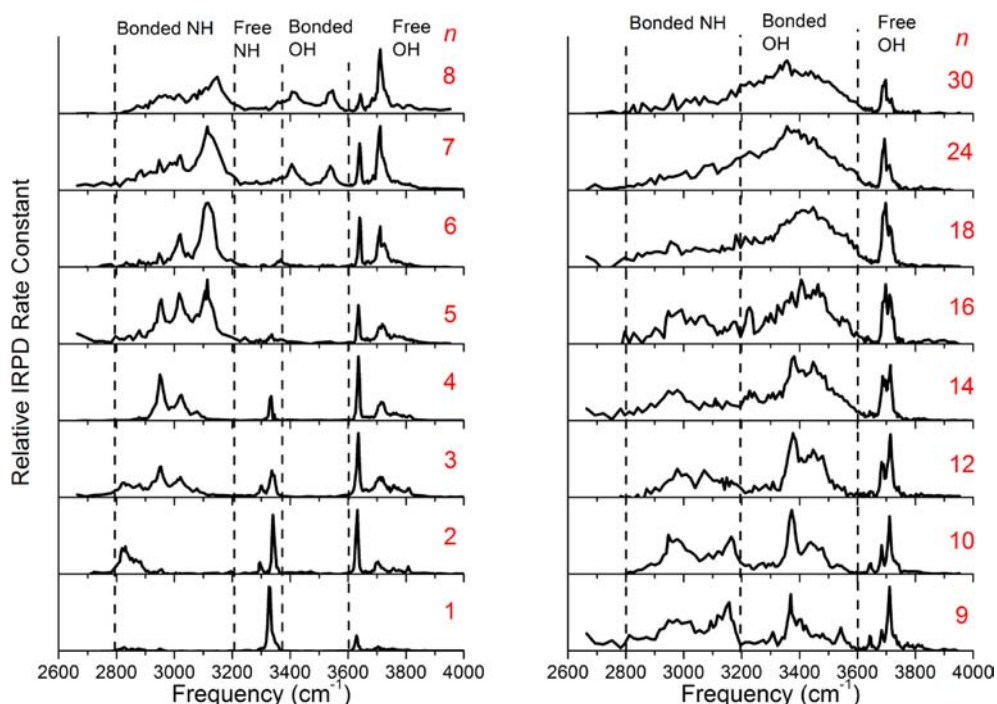 Relative IRPD Rate Constant
Bonded NH
Free NH
Bonded OH
Free OH
n
8
7
6
5
4
3
2
1
2600 2800 3000 3200 3400 3600 3800 4000
Frequency (cm⁻¹)
Bonded NH
Bonded OH
Free OH
n
30
24
18
16
14
12
10
9
2600 2800 3000 3200 3400 3600 3800 4000
Frequency (cm⁻¹)